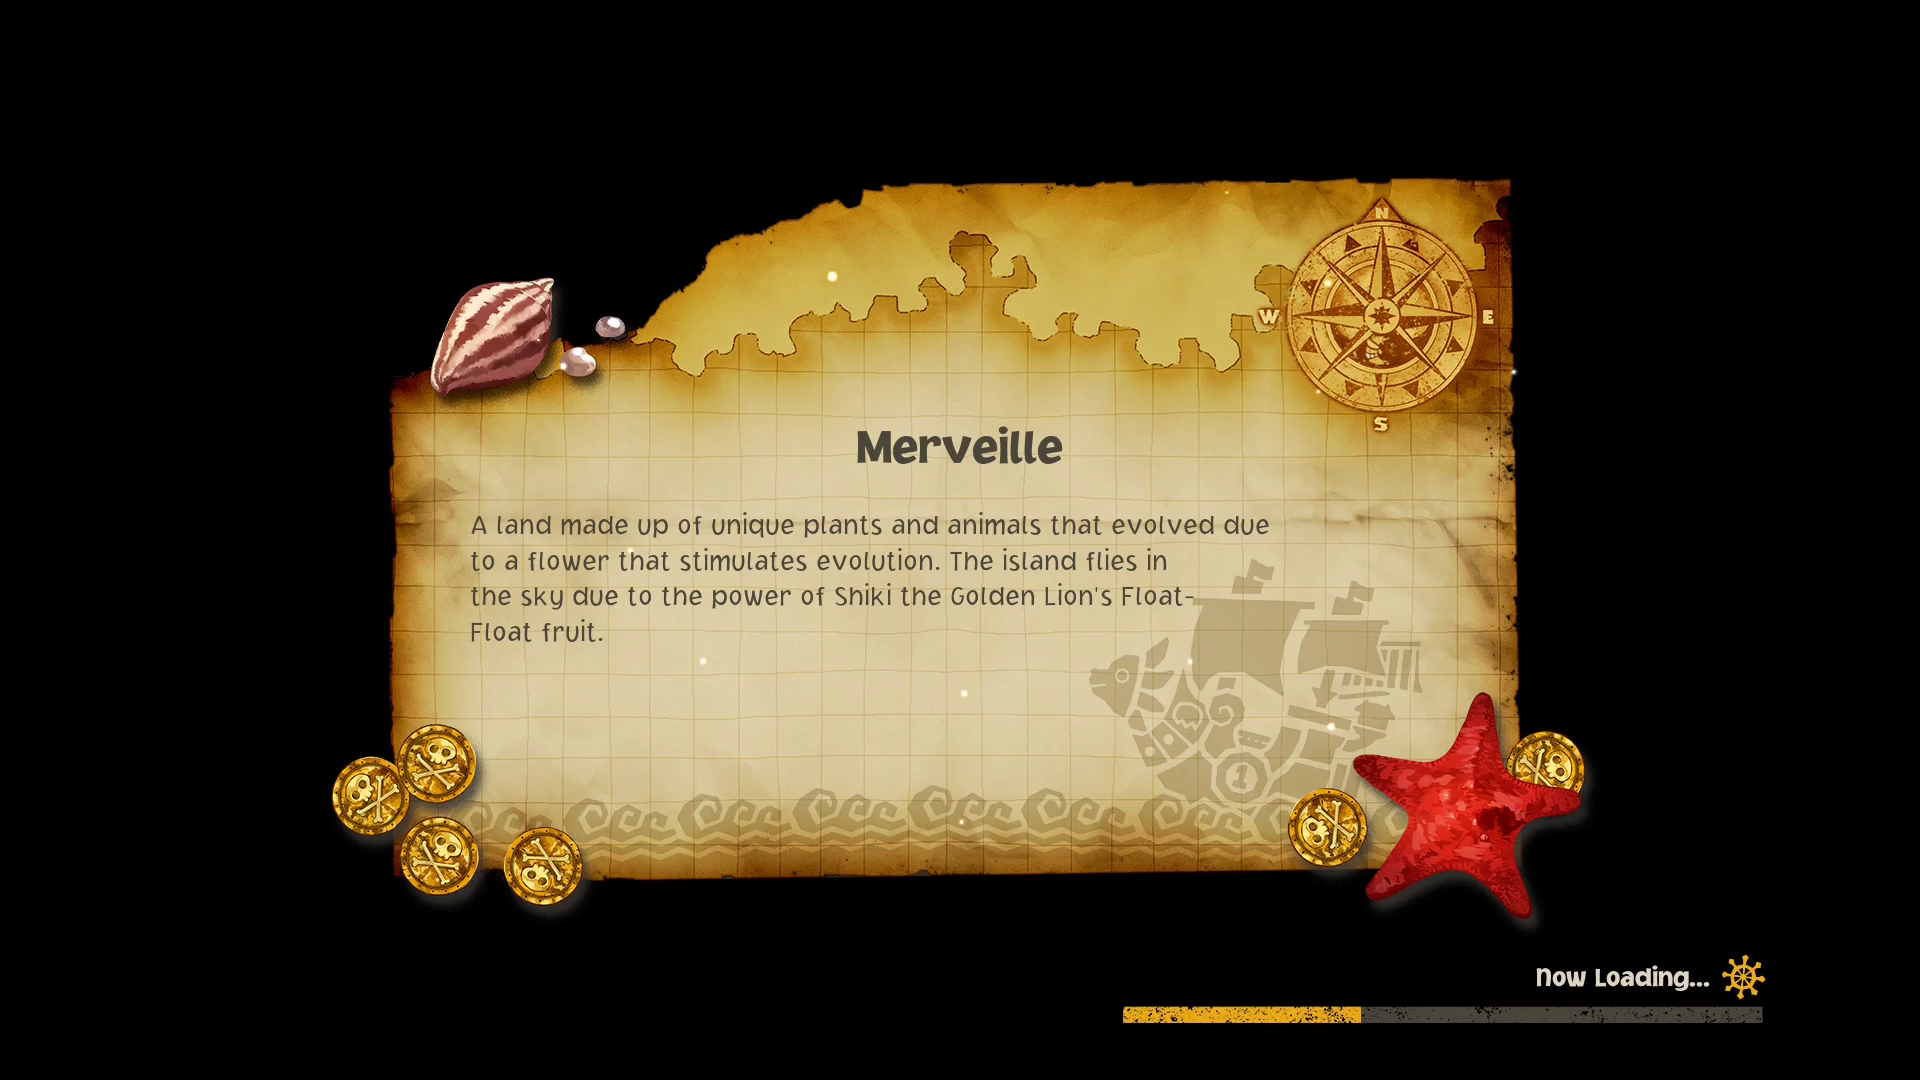 N
W
E
S
Merveille
A land made up of unique plants and animals that evolved due
to a flower that stimulates evolution. The island flies in
the sky due to the power of Shiki the Golden Lion's Float-
Float fruit.
1
Now Loading...